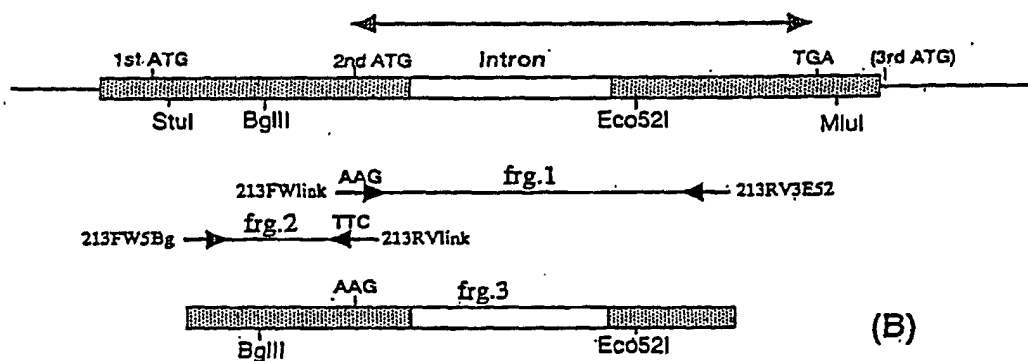 1st ATG 2nd ATG Intron TGA (3rd ATG)
StuI BglII Eco52I MluI
AAG
213FWlink frg.1 213RV3E52
frg.2 TTC
213FW5Bg 213RVlink
AAG frg.3
BglII Eco52I
(B)